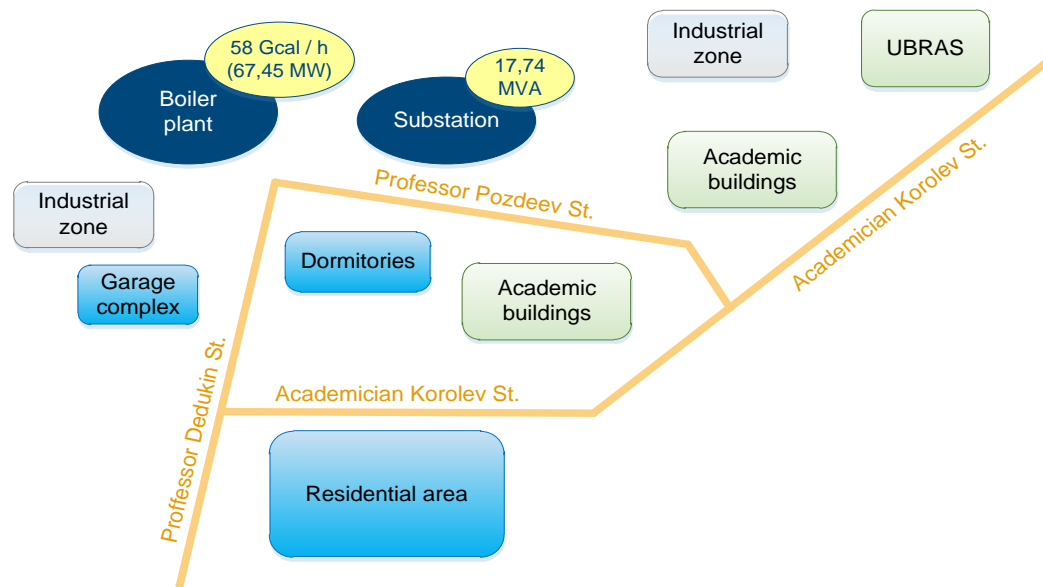 58 Gcal / h
(67,45 MW)
Boiler
plant
17,74
MVA
Substation
Industrial
zone
UBRAS
Academic
buildings
Professor Pozdeev St.
Academician Korolev St.
Industrial
zone
Garage
complex
Dormitories
Academic
buildings
Proffessor Dedukin St.
Academician Korolev St.
Residential area